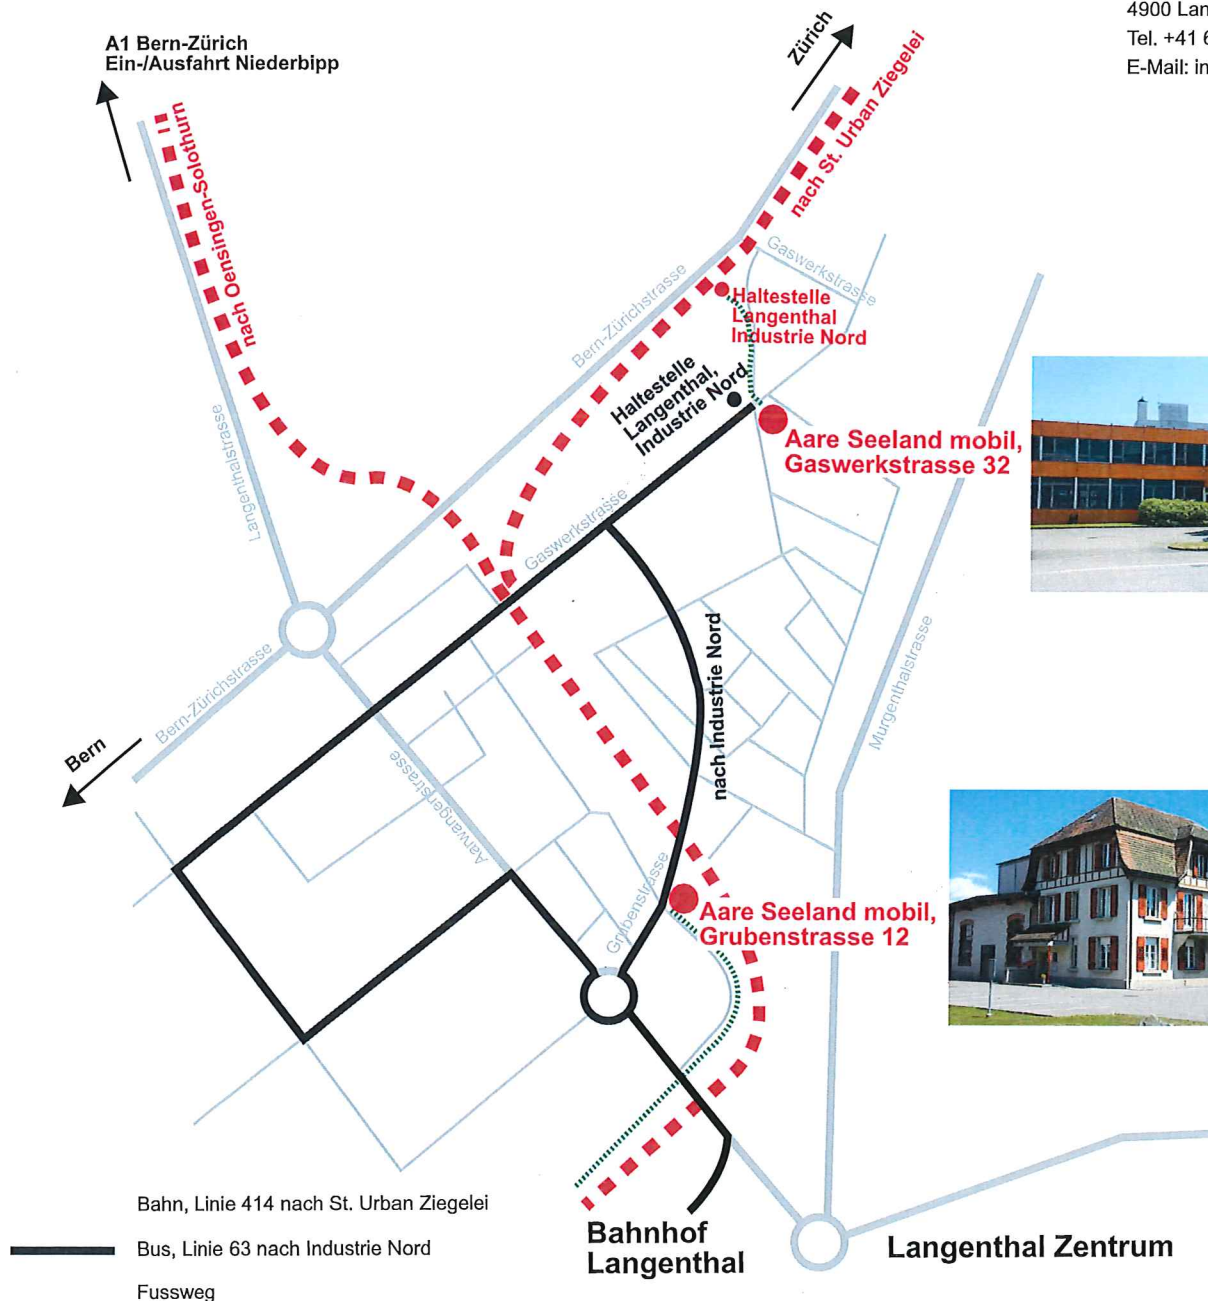 4900 Lan
Tel. +41 6
E-Mail: in
A1 Bern-Zürich
Ein-/Ausfahrt Niederbipp
Zürich
nach St. Urban Ziegelei
nach Oensingen-Solothurn
Gaswerkstrasse
Bern-Zürichstrasse
Haltestelle
Langenthal
Industrie Nord
Haltestelle
Langenthal,
Industrie Nord
Langenthalstrasse
Aare Seeland mobil,
Gaswerkstrasse 32
Gaswerkstrasse
nach Industrie Nord
Murgenthalstrasse
Bern-Zürichstrasse
Bern
Aarwangenstrasse
Grubenstrasse
Aare Seeland mobil,
Grubenstrasse 12
Bahn, Linie 414 nach St. Urban Ziegelei
Bus, Linie 63 nach Industrie Nord
Fussweg
Bahnhof
Langenthal
Langenthal Zentrum